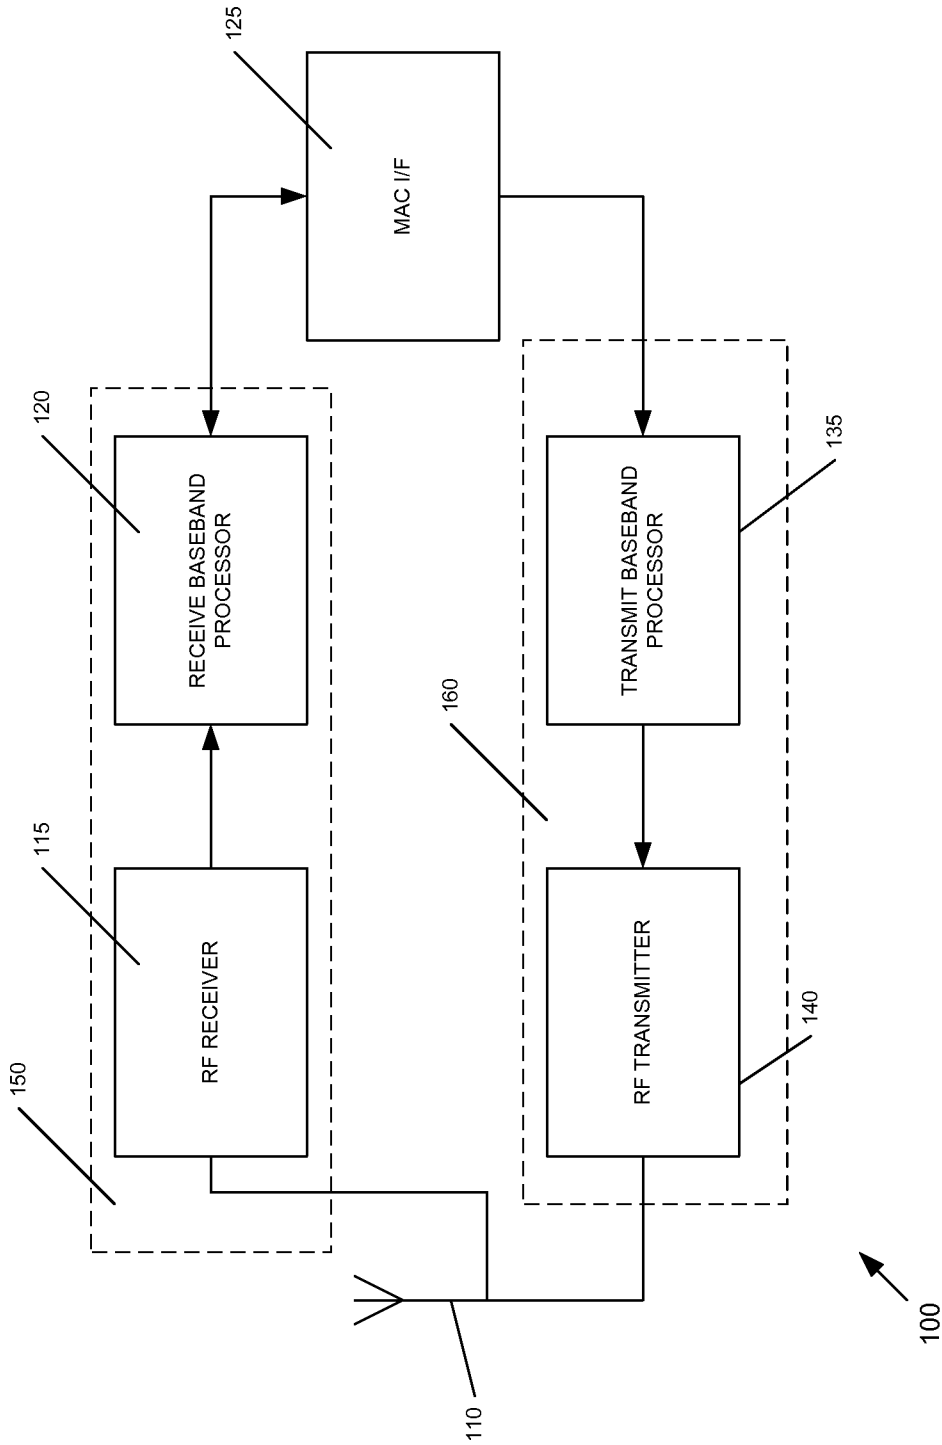 150
115
120
125
RF RECEIVER
RECEIVE BASEBAND
PROCESSOR
MAC I/F
110
160
RF TRANSMITTER
TRANSMIT BASEBAND
PROCESSOR
140
135
100